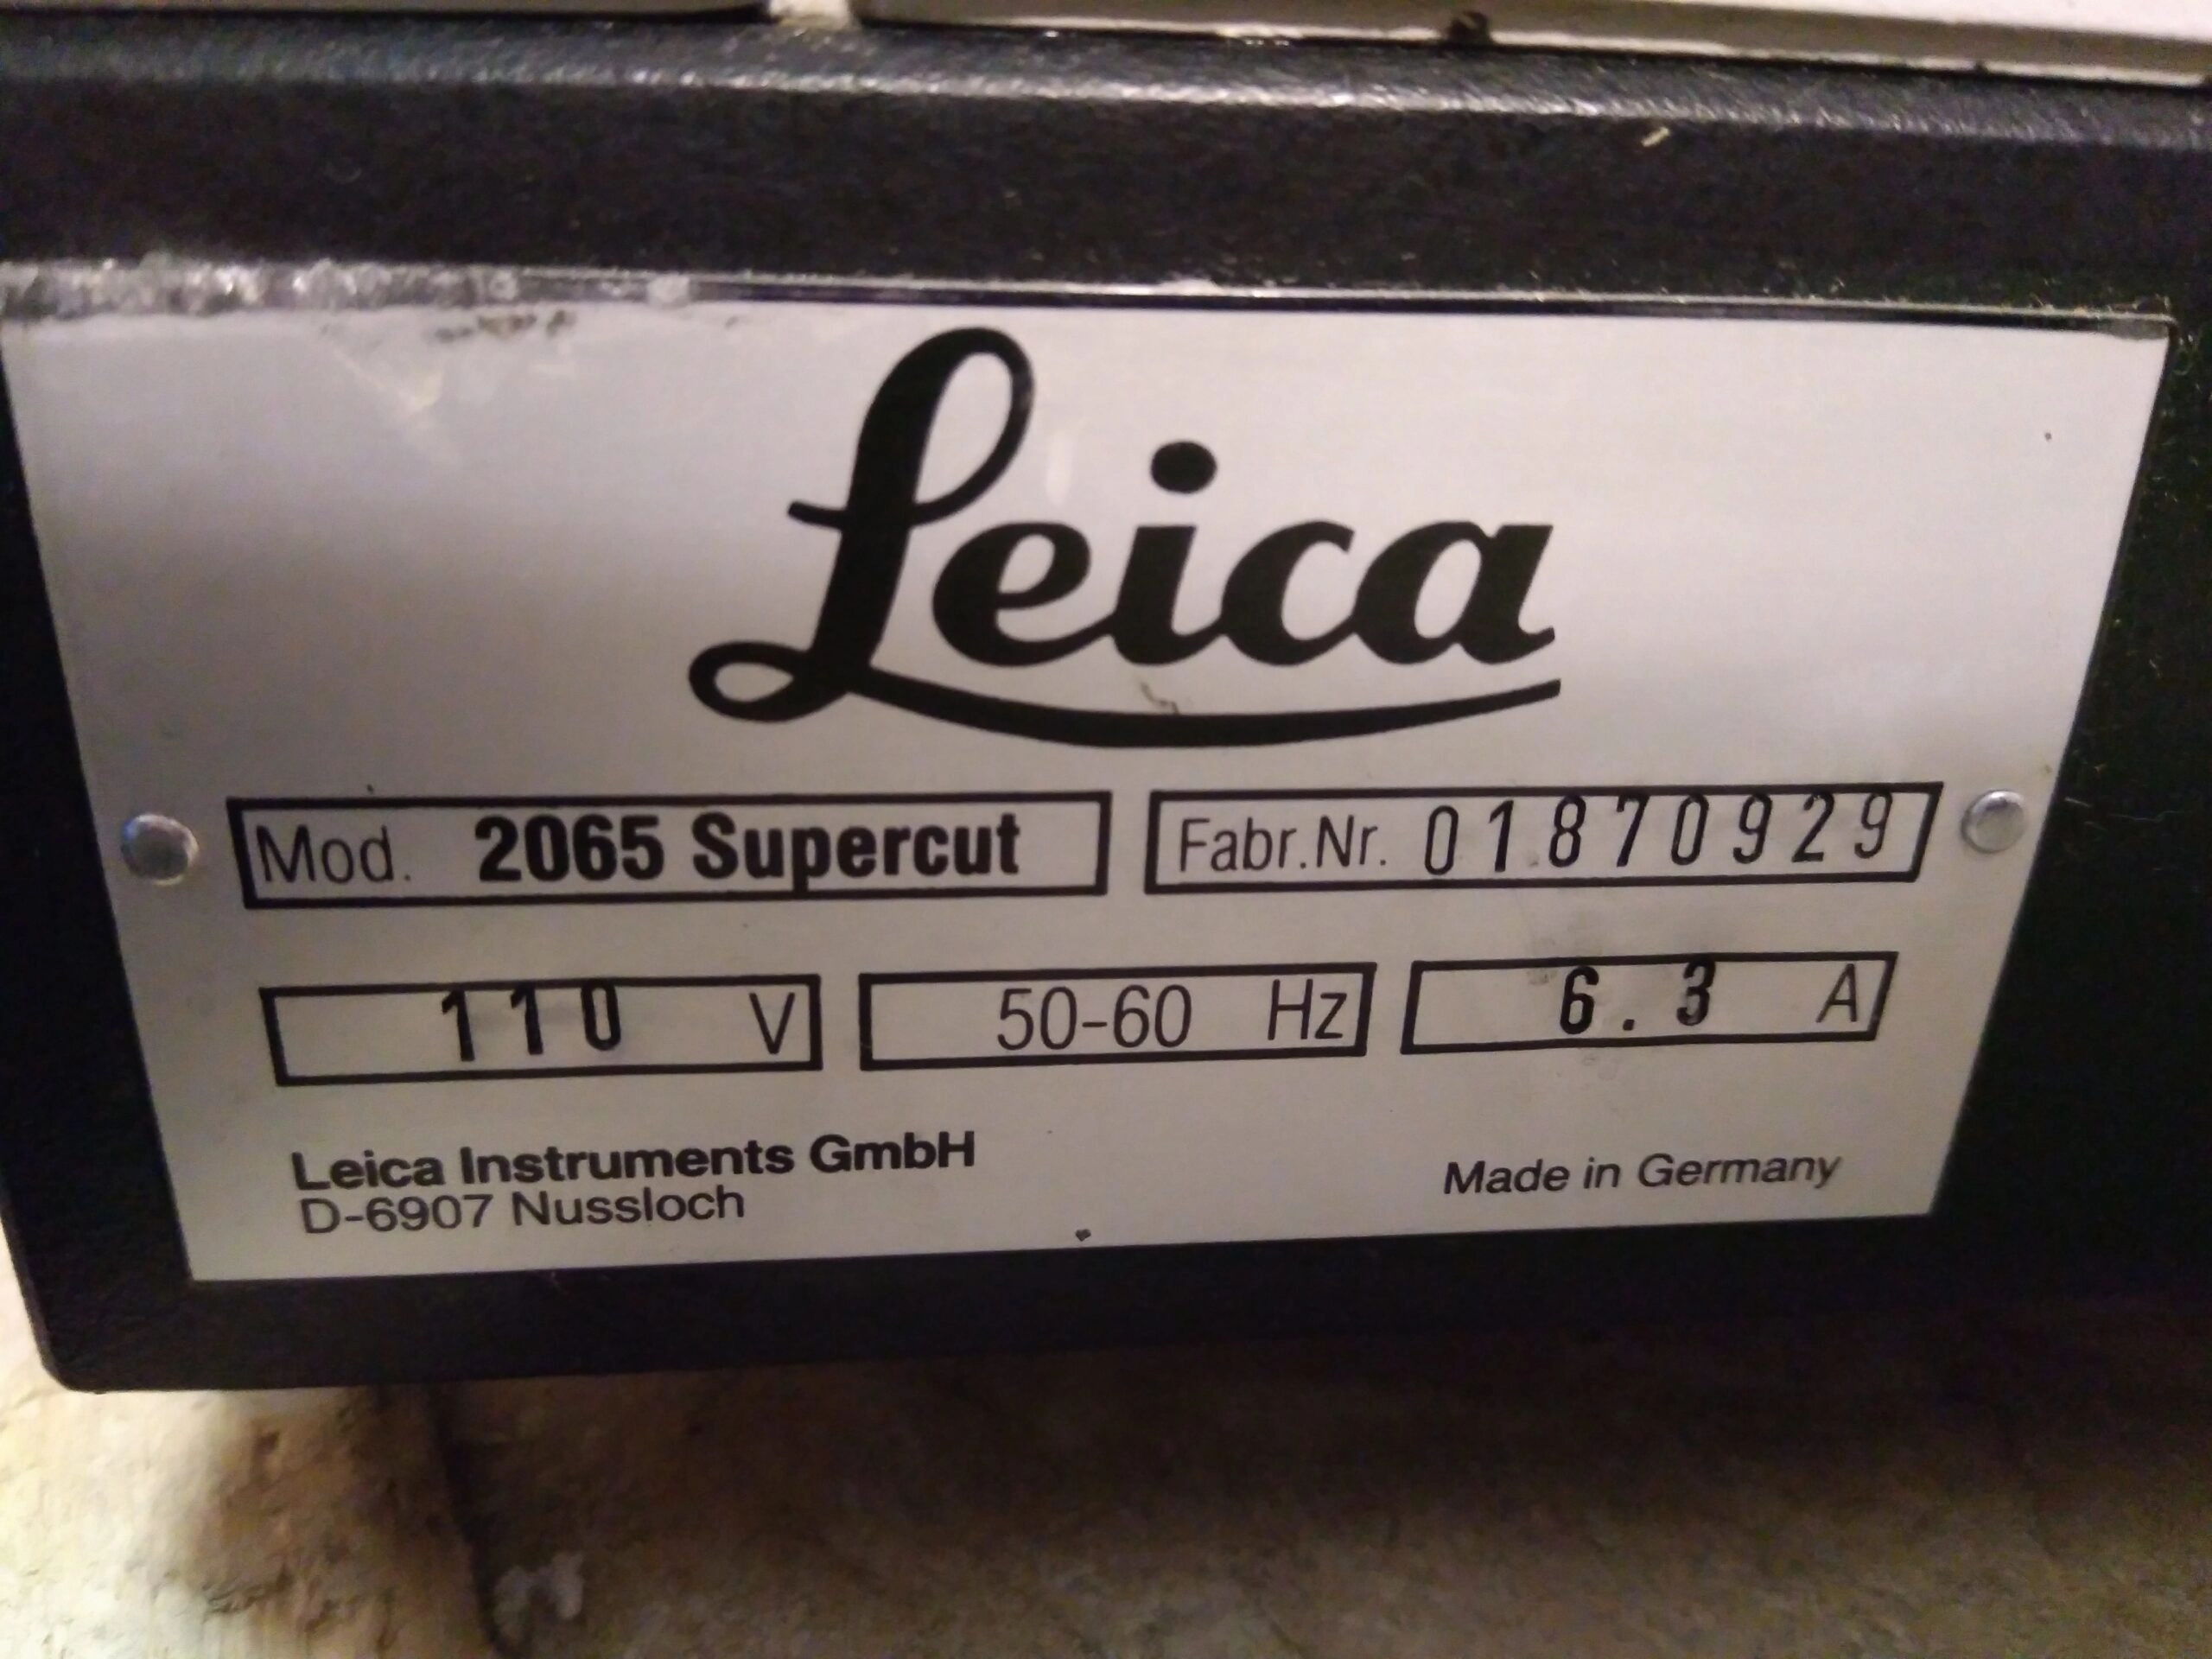 Leica
Mod. 2065 Supercut Fabr.Nr. 01870929
110 V 50-60 Hz 6.3 A
Leica Instruments GmbH
D-6907 Nussloch
Made in Germany